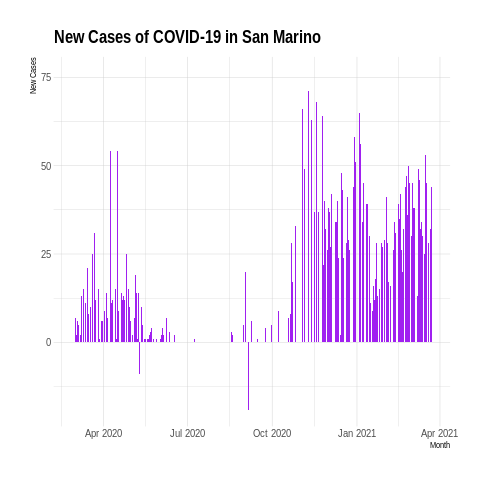 New Cases of COVID-19 in San Marino
New Cases
75
50
25
0
Apr 2020 Jul 2020 Oct 2020 Jan 2021 Apr 2021
Month